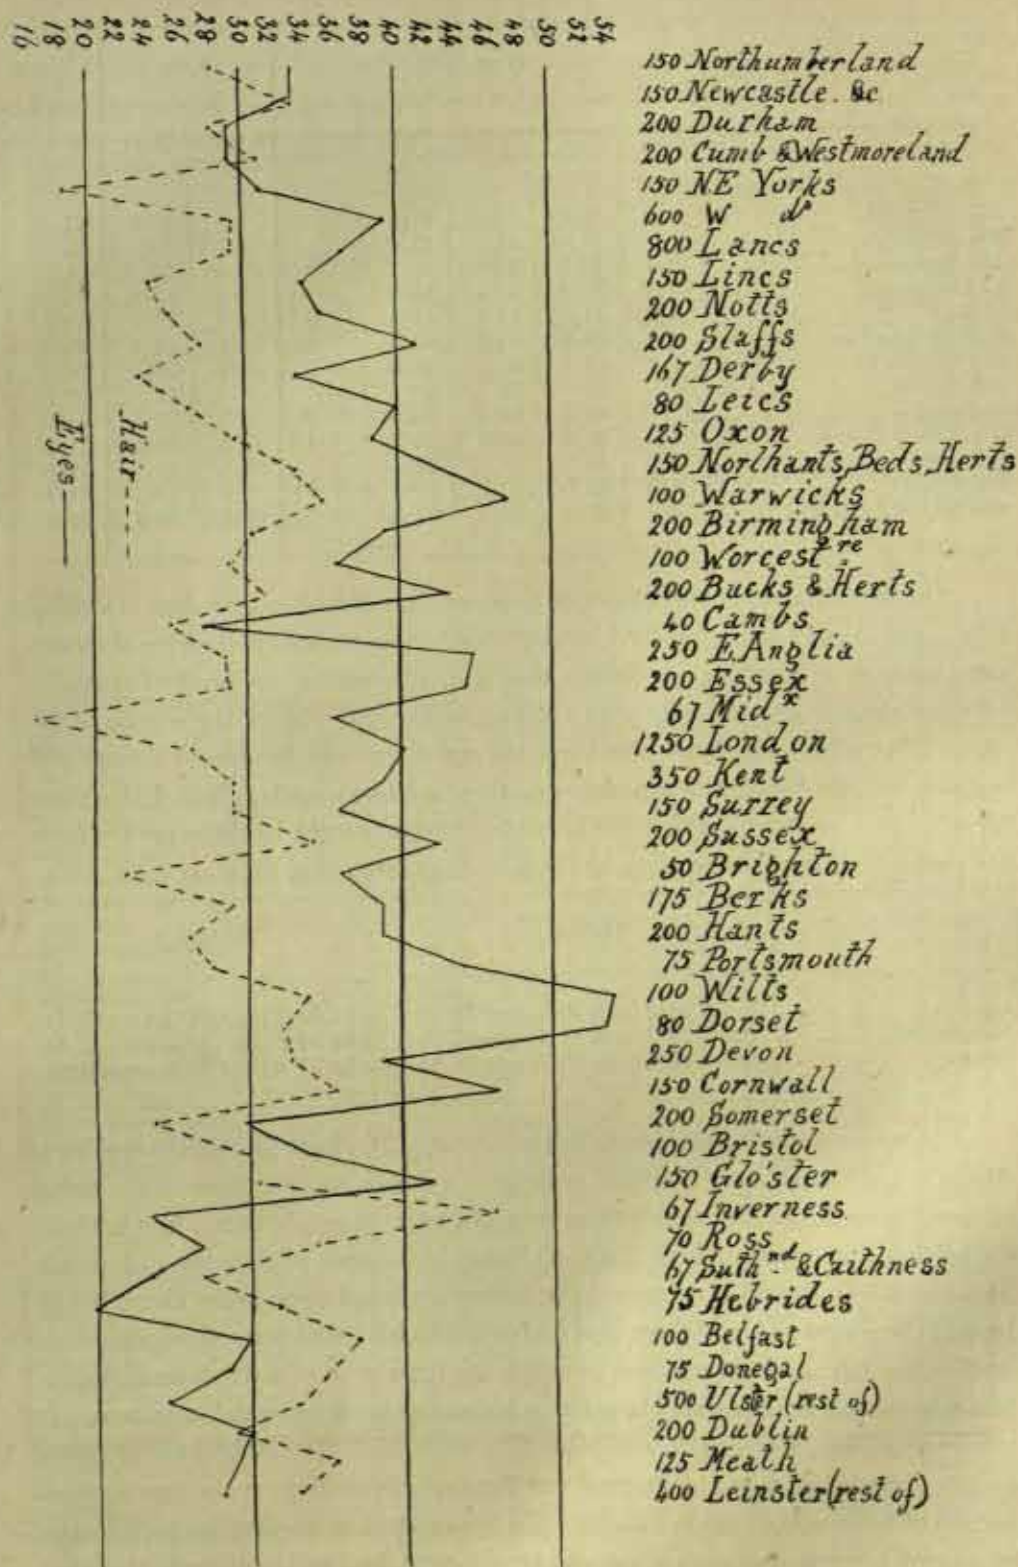 16 18 20 22 24 26 28 30 32 34 36 38 40 42 44 46 48 50 52 54
150 Northumberland
150 Newcastle. &c
200 Durham
200 Cumb & Westmoreland
150 NE Yorks
600 W do
800 Lancs
150 Lincs
200 Notts
200 Staffs
167 Derby
80 Leics
125 Oxon
150 Northants, Beds, Herts
100 Warwicks
200 Birmingham
100 Worcest re
200 Bucks & Herts
40 Cambs
250 E Anglia
200 Essex
67 Mid x
1250 London
350 Kent
150 Surrey
200 Sussex
50 Brighton
175 Berks
200 Hants
75 Portsmouth
100 Wilts
80 Dorset
250 Devon
150 Cornwall
200 Somerset
100 Bristol
150 Glo'ster
67 Inverness
70 Ross
67 Suth nd & Caithness
75 Hebrides
100 Belfast
75 Donegal
500 Ulster (rest of)
200 Dublin
125 Meath
400 Leinster (rest of)
Hair
Eyes